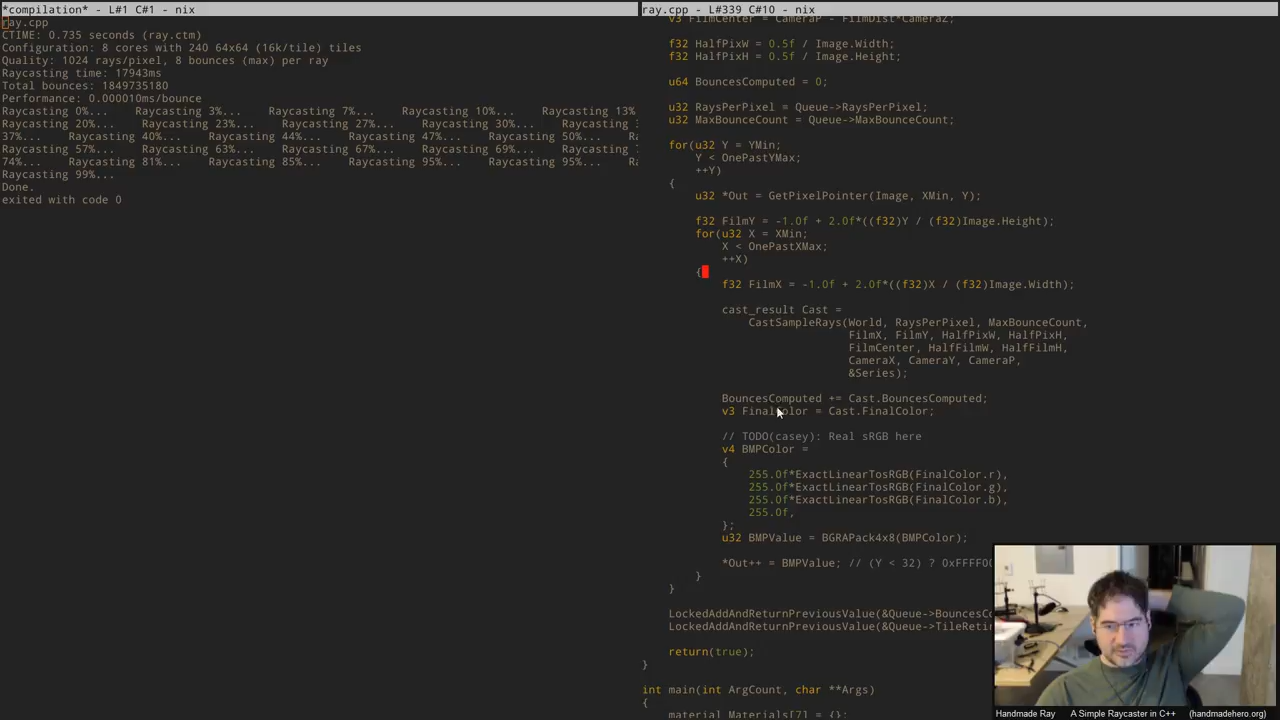 *compilation* - L#1 C#1 - nix
ray.cpp
CTIME: 0.735 seconds (ray.ctm)
Configuration: 8 cores with 240 64x64 (16k/tile) tiles
Quality: 1024 rays/pixel, 8 bounces (max) per ray
Raycasting time: 17943ms
Total bounces: 1849735180
Performance: 0.000010ms/bounce
Raycasting 0%... Raycasting 3%... Raycasting 7%... Raycasting 10%... Raycasting 13%
Raycasting 20%... Raycasting 23%... Raycasting 27%... Raycasting 30%... Raycasting
37%... Raycasting 40%... Raycasting 44%... Raycasting 47%... Raycasting 50%... Ra
Raycasting 57%... Raycasting 63%... Raycasting 67%... Raycasting 69%... Raycasting
74%... Raycasting 81%... Raycasting 85%... Raycasting 95%... Raycasting 95%... Ra
Raycasting 99%...
Done.
exited with code 0
ray.cpp - L#339 C#10 - nix
v3 FilmCenter = CameraP - FilmDist*CameraZ;
f32 HalfPixW = 0.5f / Image.Width;
f32 HalfPixH = 0.5f / Image.Height;
u64 BouncesComputed = 0;
u32 RaysPerPixel = Queue->RaysPerPixel;
u32 MaxBounceCount = Queue->MaxBounceCount;
for(u32 Y = YMin;
Y < OnePastYMax;
++Y)
{
u32 *Out = GetPixelPointer(Image, XMin, Y);
f32 FilmY = -1.0f + 2.0f*((f32)Y / (f32)Image.Height);
for(u32 X = XMin;
X < OnePastXMax;
++X)
{
f32 FilmX = -1.0f + 2.0f*((f32)X / (f32)Image.Width);
cast_result Cast =
CastSampleRays(World, RaysPerPixel, MaxBounceCount,
FilmX, FilmY, HalfPixW, HalfPixH,
FilmCenter, HalfFilmW, HalfFilmH,
CameraX, CameraY, CameraP,
&Series);
BouncesComputed += Cast.BouncesComputed;
v3 FinalColor = Cast.FinalColor;
// TODO(casey): Real sRGB here
v4 BMPColor =
{
255.0f*ExactLinearTosRGB(FinalColor.r),
255.0f*ExactLinearTosRGB(FinalColor.g),
255.0f*ExactLinearTosRGB(FinalColor.b),
255.0f,
};
u32 BMPValue = BGRAPack4x8(BMPColor);
*Out++ = BMPValue; // (Y < 32) ? 0xFFFF00
}
}
LockedAddAndReturnPreviousValue(&Queue->BouncesCo
LockedAddAndReturnPreviousValue(&Queue->TileReti
return(true);
}
int main(int ArgCount, char **Args)
{
material Materials[7] = {};
Handmade Ray A Simple Raycaster in C++ (handmadehero.org)